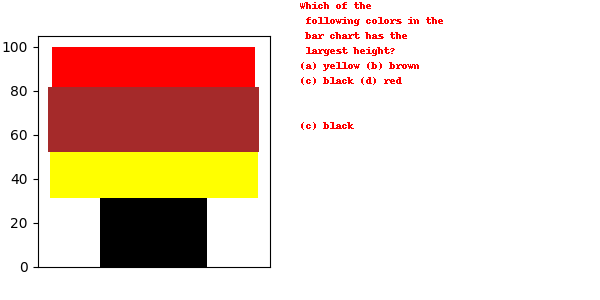 100
80
60
40
20
0
Which of the
following colors in the
bar chart has the
largest height?
(a) yellow (b) brown
(c) black (d) red
(c) black